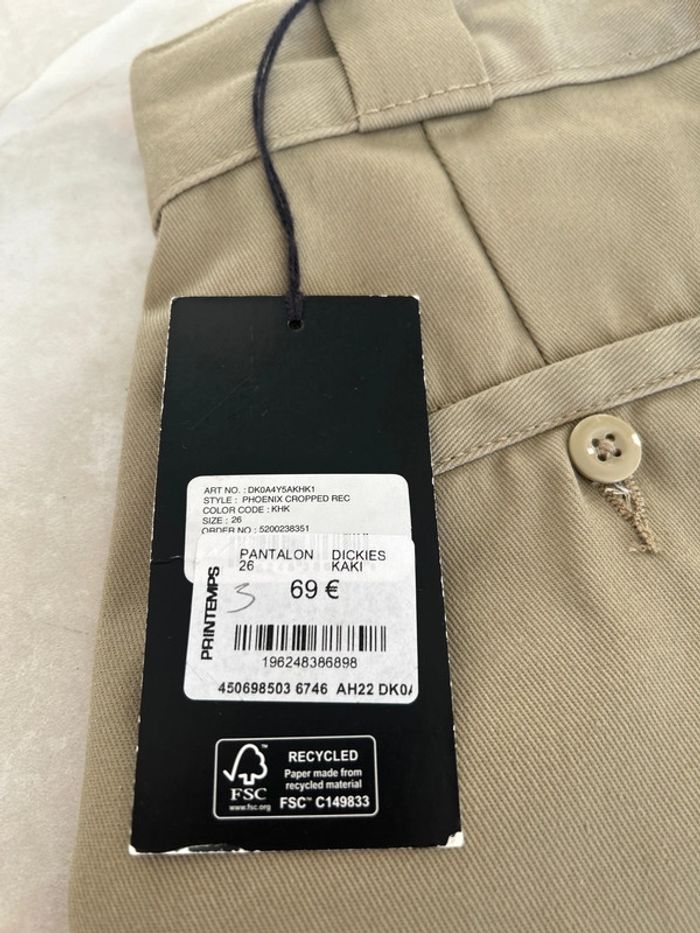 ART NO. : DK0A4Y5AKHK1
STYLE : PHOENIX CROPPED REC
COLOR CODE : KHK
SIZE : 26
ORDER NO : 5200238351
PANTALON DICKIES
26 KAKI
3 69 €
PRINTEMPS
196248386898
450698503 6746 AH22 DK0A
FSC™
www.fsc.org
RECYCLED
Paper made from
recycled material
FSC™ C149833